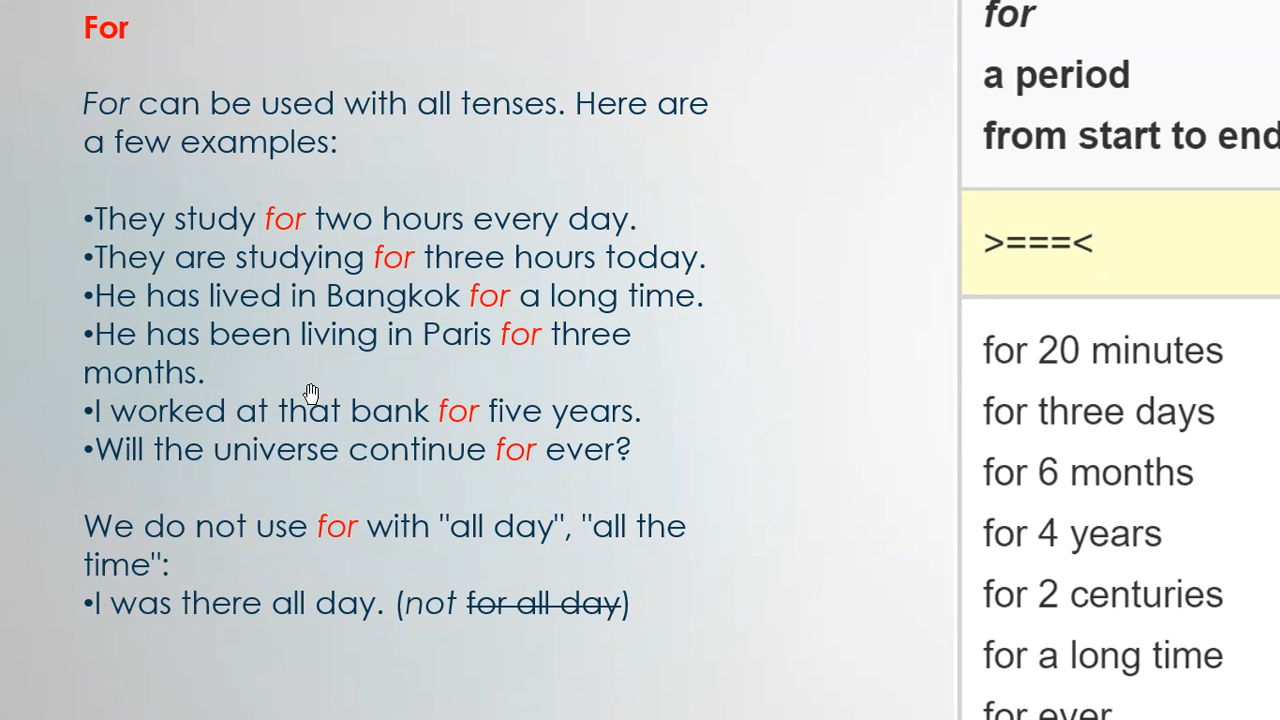 For
For can be used with all tenses. Here are
a few examples:
•They study for two hours every day.
•They are studying for three hours today.
•He has lived in Bangkok for a long time.
•He has been living in Paris for three
months.
•I worked at that bank for five years.
•Will the universe continue for ever?
We do not use for with "all day", "all the
time":
•I was there all day. (not for all day)
for
a period
from start to end
>===<
for 20 minutes
for three days
for 6 months
for 4 years
for 2 centuries
for a long time
for ever